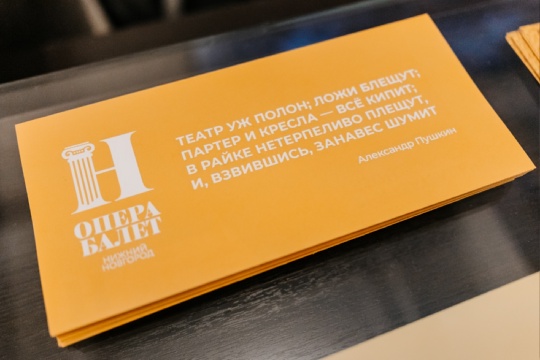 ТЕАТР УЖ ПОЛОН; ЛОЖИ БЛЕЩУТ;
ПАРТЕР И КРЕСЛА — ВСЁ КИПИТ;
В РАЙКЕ НЕТЕРПЕЛИВО ПЛЕЩУТ,
И, ВЗВИВШИСЬ, ЗАНАВЕС ШУМИТ
Александр Пушкин
Н
ОПЕРА
БАЛЕТ
НИЖНИЙ
НОВГОРОД